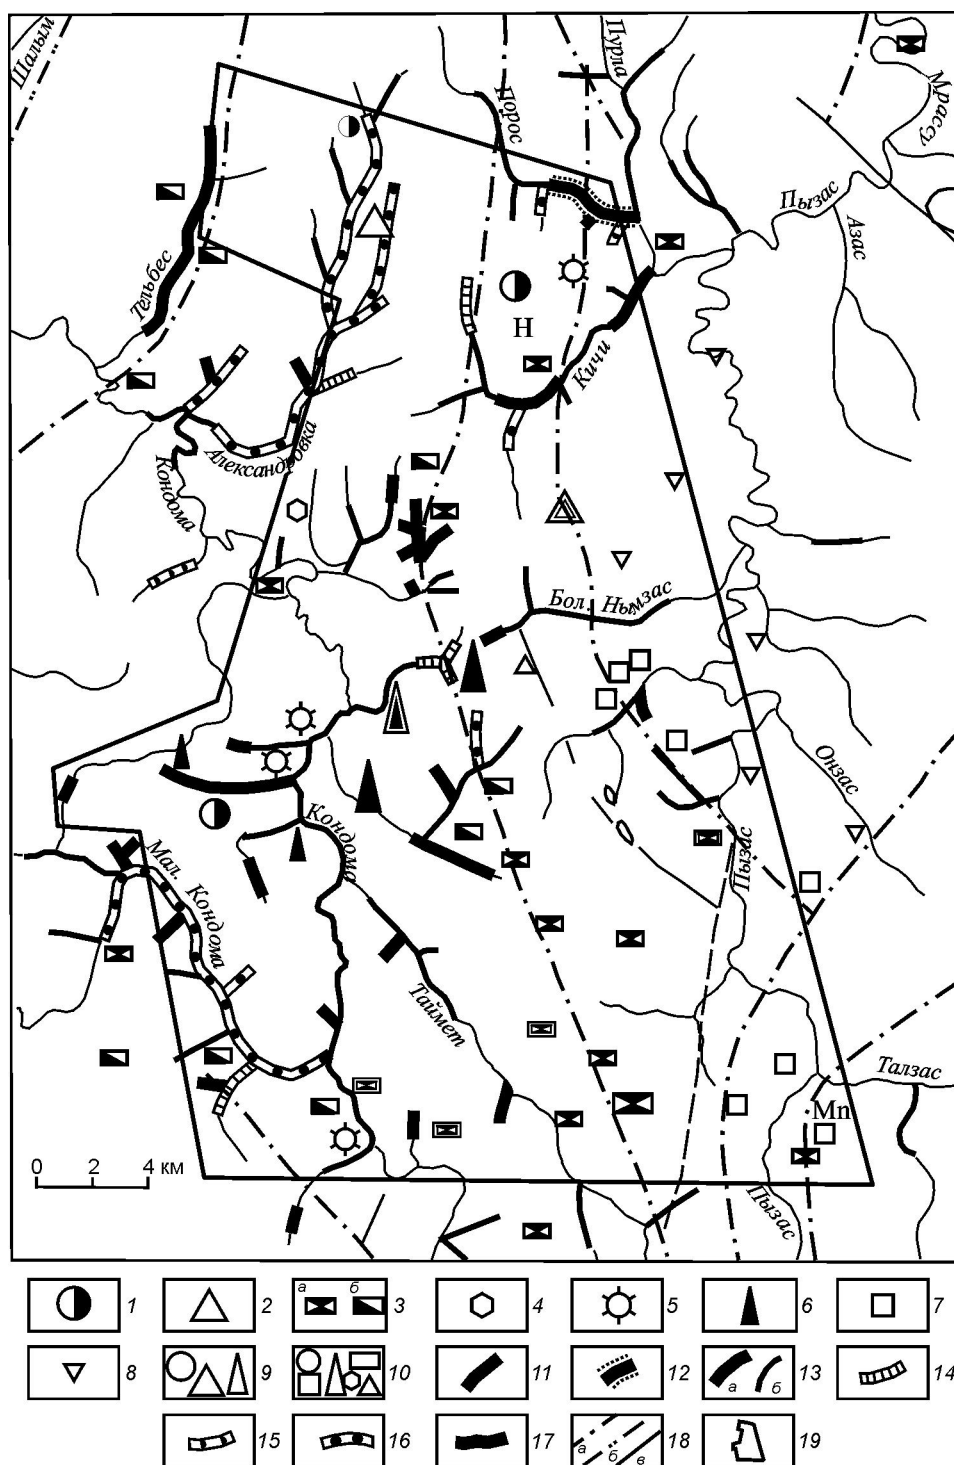 Шалым
Порос
Пурла
Мрассу
Пызас
Азас
Тельбес
Н
Кичи
Александровка
Кондома
Бол. Нымзас
Онзас
Кондома
Мал. Кондома
Пызас
Таймет
Талзас
Mn
Пызас
0 2 4 км
1 2 а б 3 4 5 6 7
8 9 10 11 12 а б 13 14
15 16 17 а б в 18 19